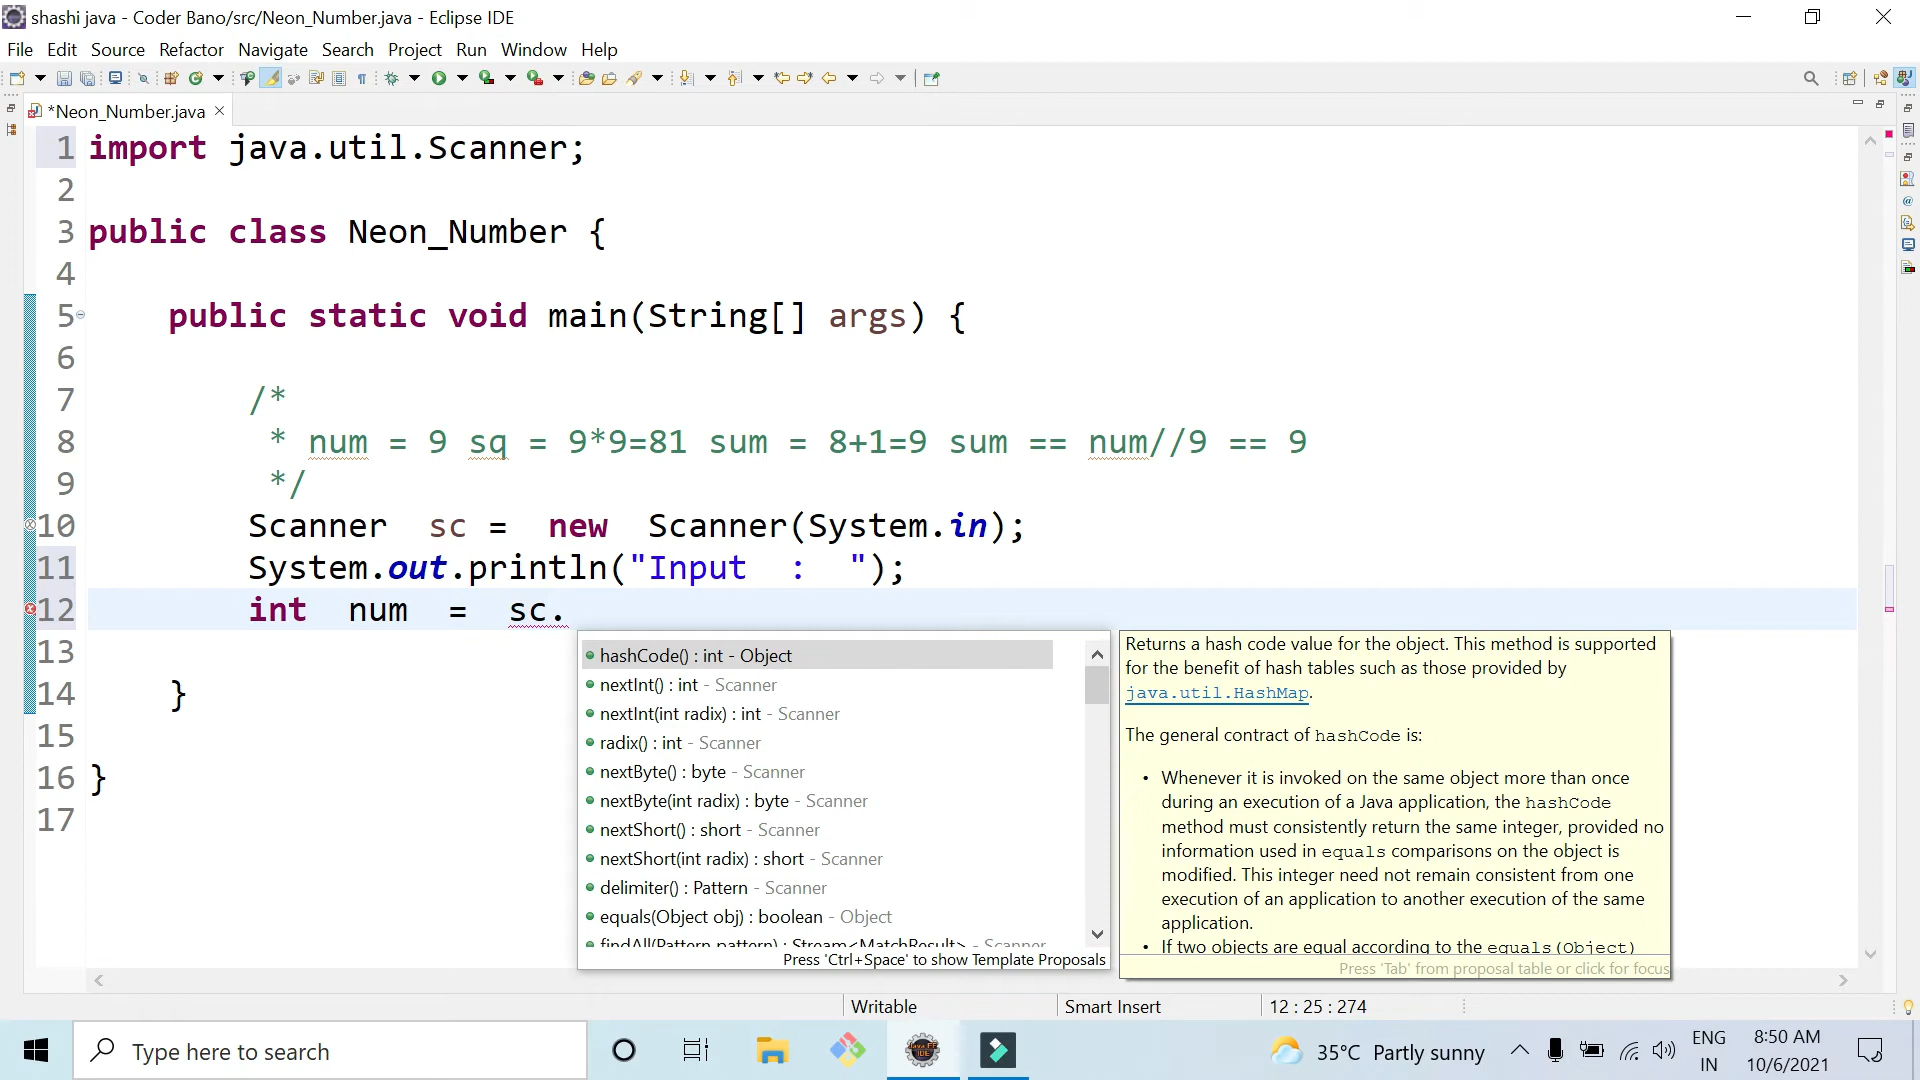 shashi java - Coder Bano/src/Neon_Number.java - Eclipse IDE
File Edit Source Refactor Navigate Search Project Run Window Help
*Neon_Number.java
1 import java.util.Scanner;
2
3 public class Neon_Number {
4
5 public static void main(String[] args) {
6
7 /*
8 * num = 9 sq = 9*9=81 sum = 8+1=9 sum == num//9 == 9
9 */
10 Scanner sc = new Scanner(System.in);
11 System.out.println("Input : ");
12 int num = sc.
13
14 }
15
16 }
17
hashCode() : int - Object
nextInt() : int - Scanner
nextInt(int radix) : int - Scanner
radix() : int - Scanner
nextByte() : byte - Scanner
nextByte(int radix) : byte - Scanner
nextShort() : short - Scanner
nextShort(int radix) : short - Scanner
delimiter() : Pattern - Scanner
equals(Object obj) : boolean - Object
findAll(Pattern pattern) : Stream<MatchResult> - Scanner
Press 'Ctrl+Space' to show Template Proposals
Returns a hash code value for the object. This method is supported
for the benefit of hash tables such as those provided by
java.util.HashMap.
The general contract of hashCode is:
• Whenever it is invoked on the same object more than once
during an execution of a Java application, the hashCode
method must consistently return the same integer, provided no
information used in equals comparisons on the object is
modified. This integer need not remain consistent from one
execution of an application to another execution of the same
application.
• If two objects are equal according to the equals(Object)
Press 'Tab' from proposal table or click for focus
Writable Smart Insert 12 : 25 : 274
Type here to search
35°C Partly sunny
ENG
IN
8:50 AM
10/6/2021